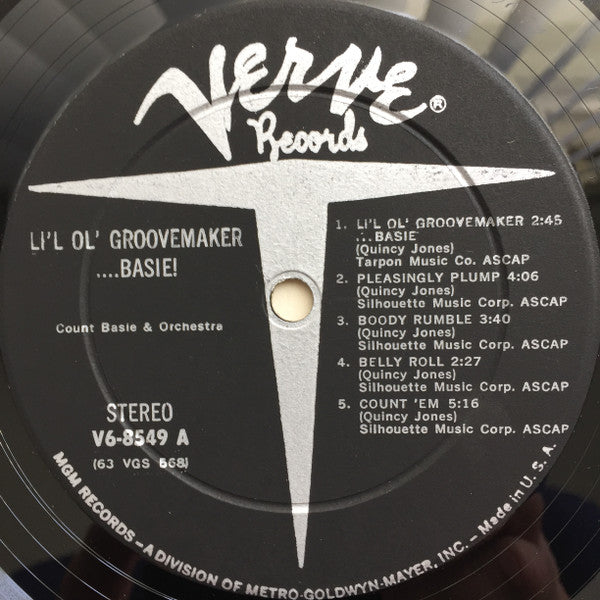 Verve®
Records
LI'L OL' GROOVEMAKER
....BASIE!
Count Basie & Orchestra
STEREO
V6-8549 A
(63 VGS 568)
1. LI'L OL' GROOVEMAKER 2:45
...BASIE
(Quincy Jones)
Tarpon Music Co. ASCAP
2. PLEASINGLY PLUMP 4:06
(Quincy Jones)
Silhouette Music Corp. ASCAP
3. BOODY RUMBLE 3:40
(Quincy Jones)
Silhouette Music Corp. ASCAP
4. BELLY ROLL 2:27
(Quincy Jones)
Silhouette Music Corp. ASCAP
5. COUNT 'EM 5:16
(Quincy Jones)
Silhouette Music Corp. ASCAP
MGM RECORDS – A DIVISION OF METRO-GOLDWYN-MAYER, INC. – Made in U. S. A.